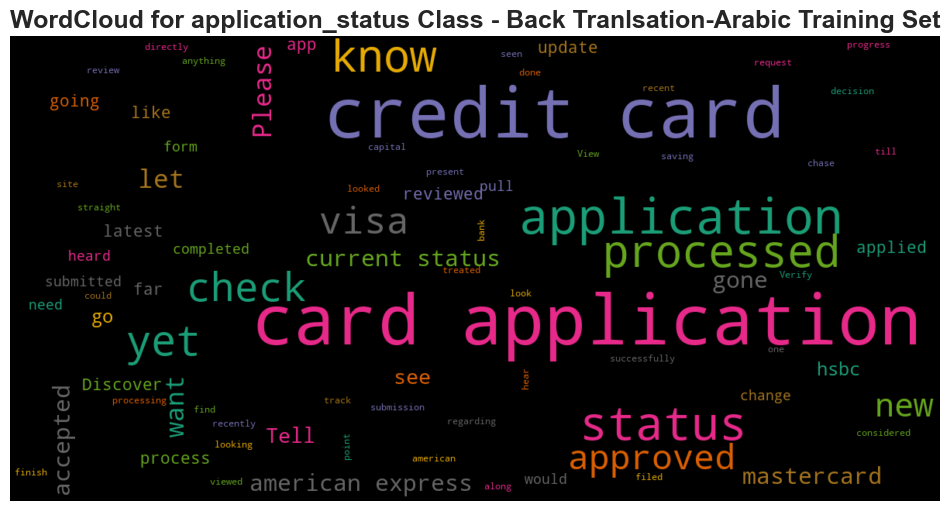 WordCloud for application_status Class - Back Tranlsation-Arabic Training Set
directly
know
seen
update
progress
app
Please
review
anything
done
request
going
like
credit card
recent
decision
form
capital
View
saving
chase
till
let
present
site
looked
reviewed
pull
straight
visa
bank
application
latest
heard
completed
current status
processed
applied
submitted
far
treated
gone
Verify
need
could
go
check
look
card application
yet
successfully
one
Discover
want
see
hear
hsbc
accepted
processing
find
track
submission
change
new
recently
regarding
status
looking
Tell
point
considered
process
american
approved
finish
viewed
american express
along
would
filed
mastercard